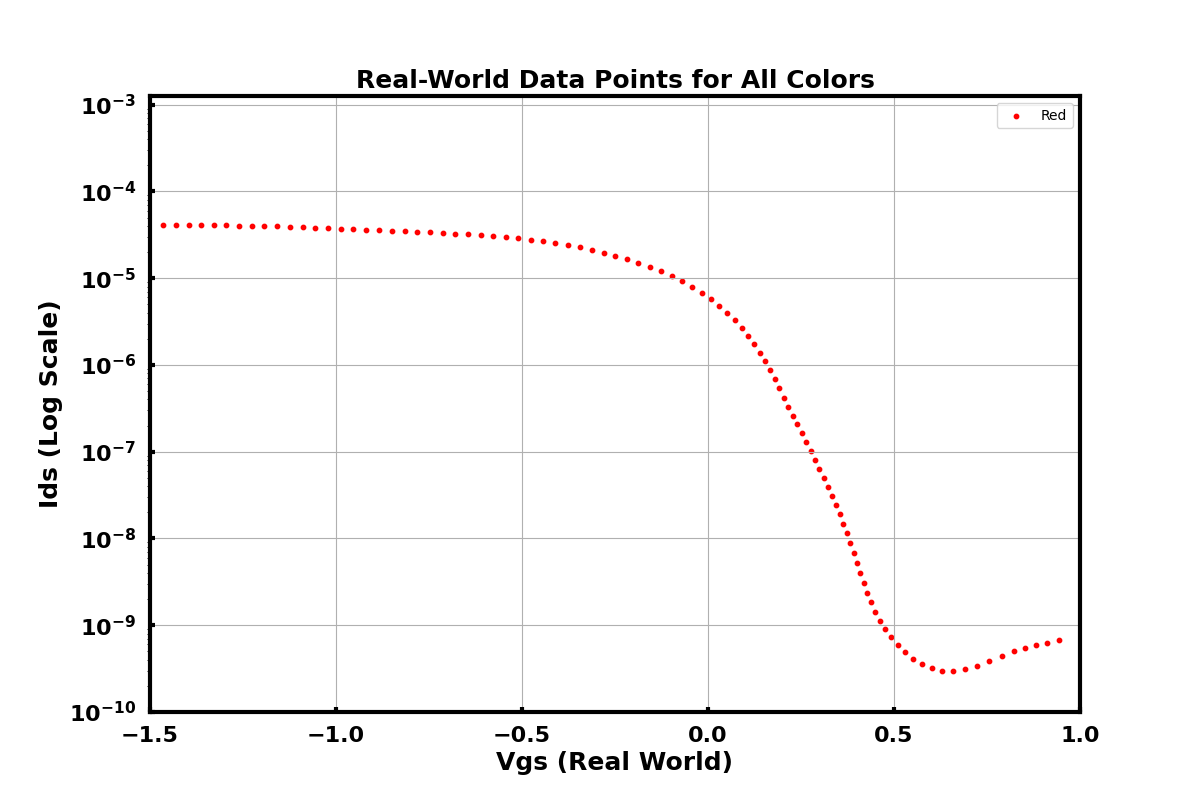 Real-World Data Points for All Colors
Red
10⁻³
10⁻⁴
10⁻⁵
10⁻⁶
10⁻⁷
10⁻⁸
10⁻⁹
10⁻¹⁰
Ids (Log Scale)
−1.5 −1.0 −0.5 0.0 0.5 1.0
Vgs (Real World)